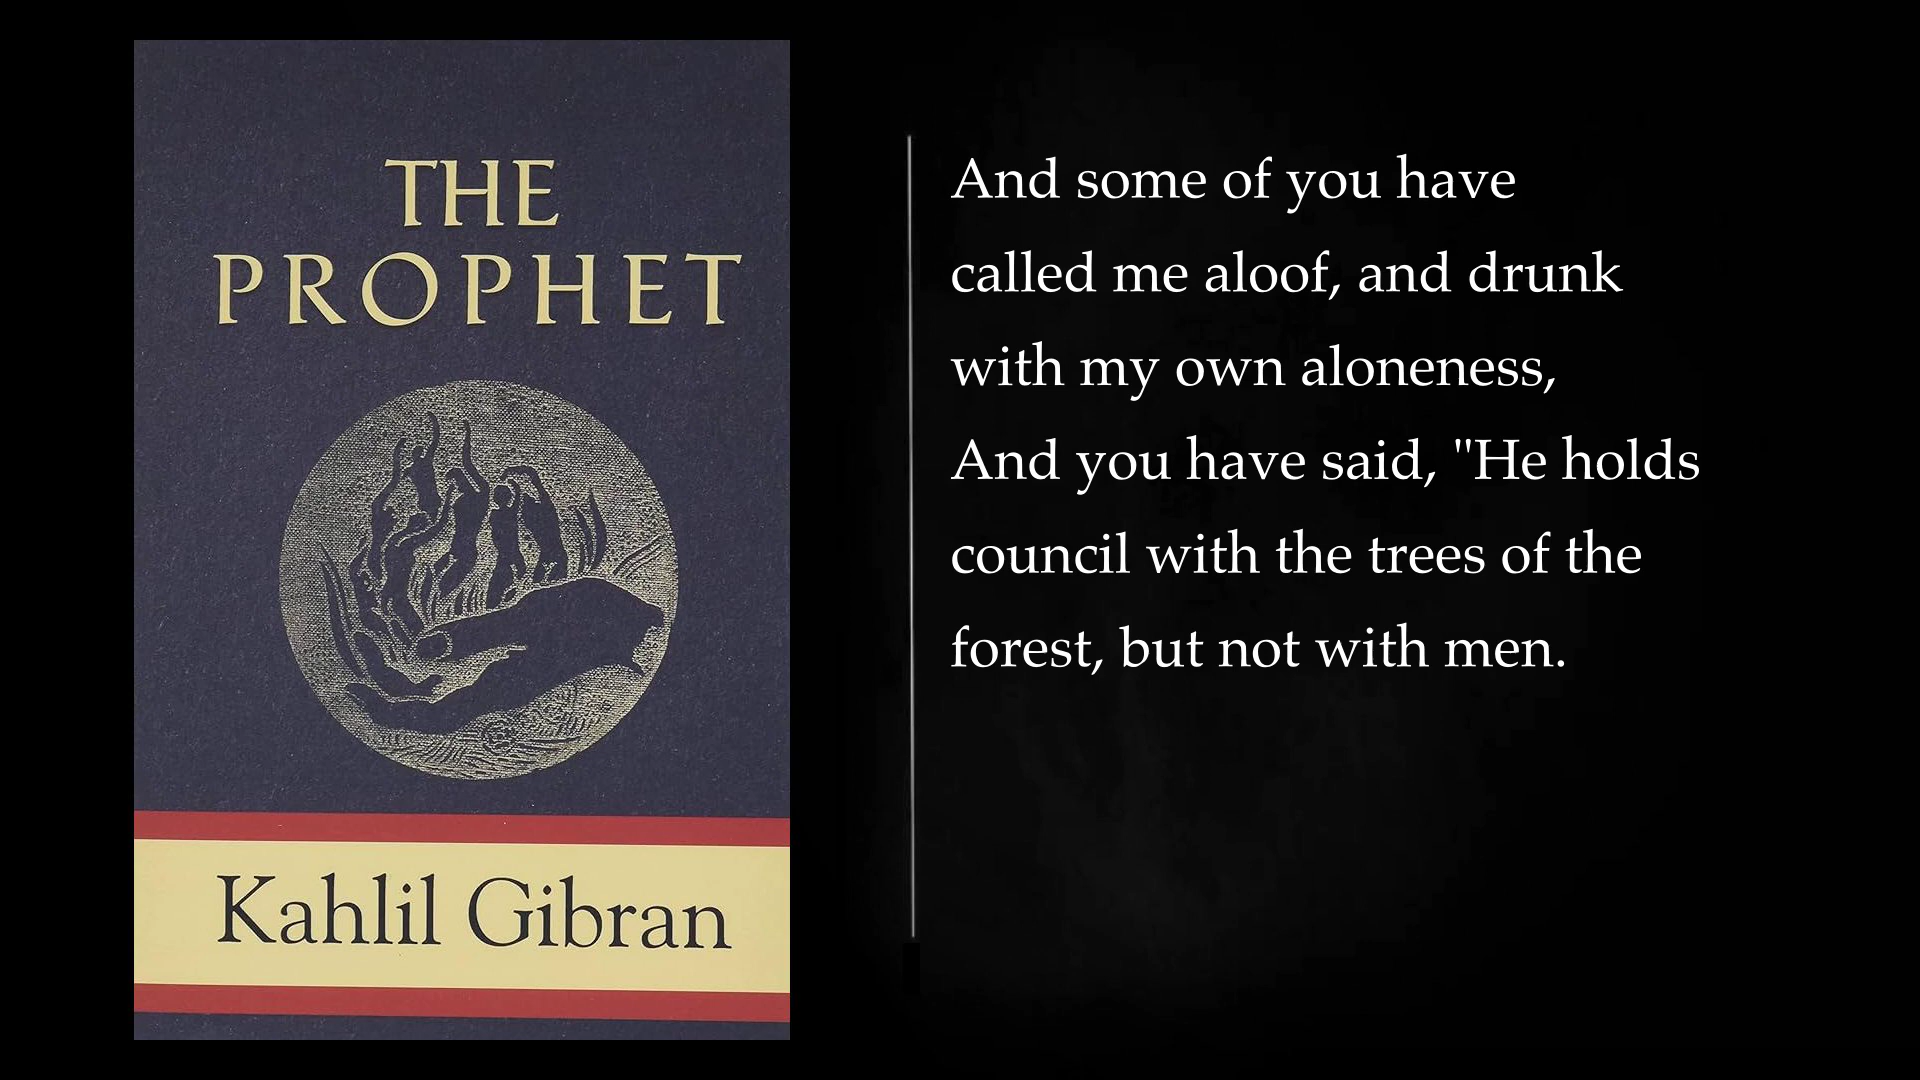 THE
PROPHET
Kahlil Gibran
And some of you have
called me aloof, and drunk
with my own aloneness,
And you have said, "He holds
council with the trees of the
forest, but not with men.